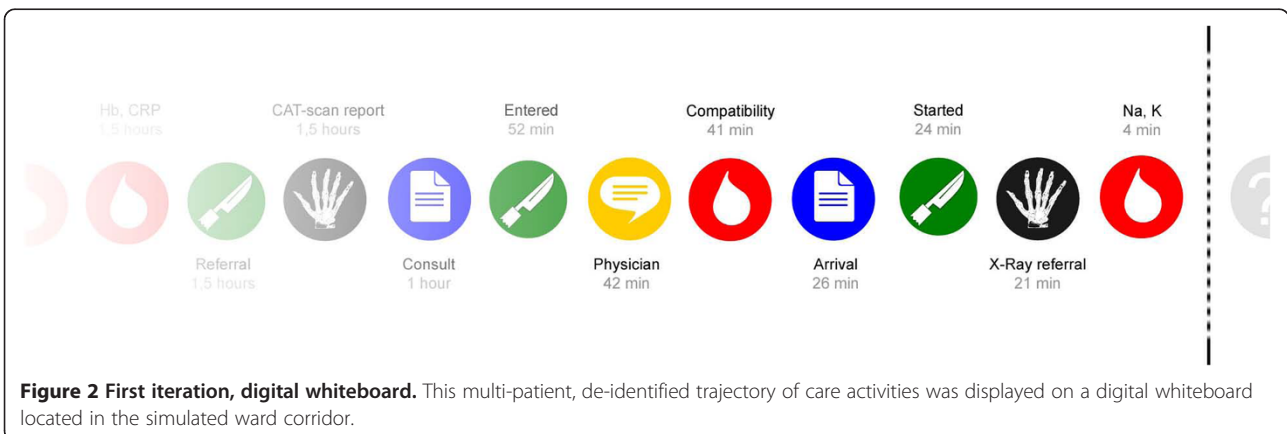 Hb, CRP
1,5 hours
CAT-scan report
1,5 hours
Entered
52 min
Compatibility
41 min
Started
24 min
Na, K
4 min
?
Referral
1,5 hours
Consult
1 hour
Physician
42 min
Arrival
26 min
X-Ray referral
21 min
Figure 2 First iteration, digital whiteboard. This multi-patient, de-identified trajectory of care activities was displayed on a digital whiteboard
located in the simulated ward corridor.